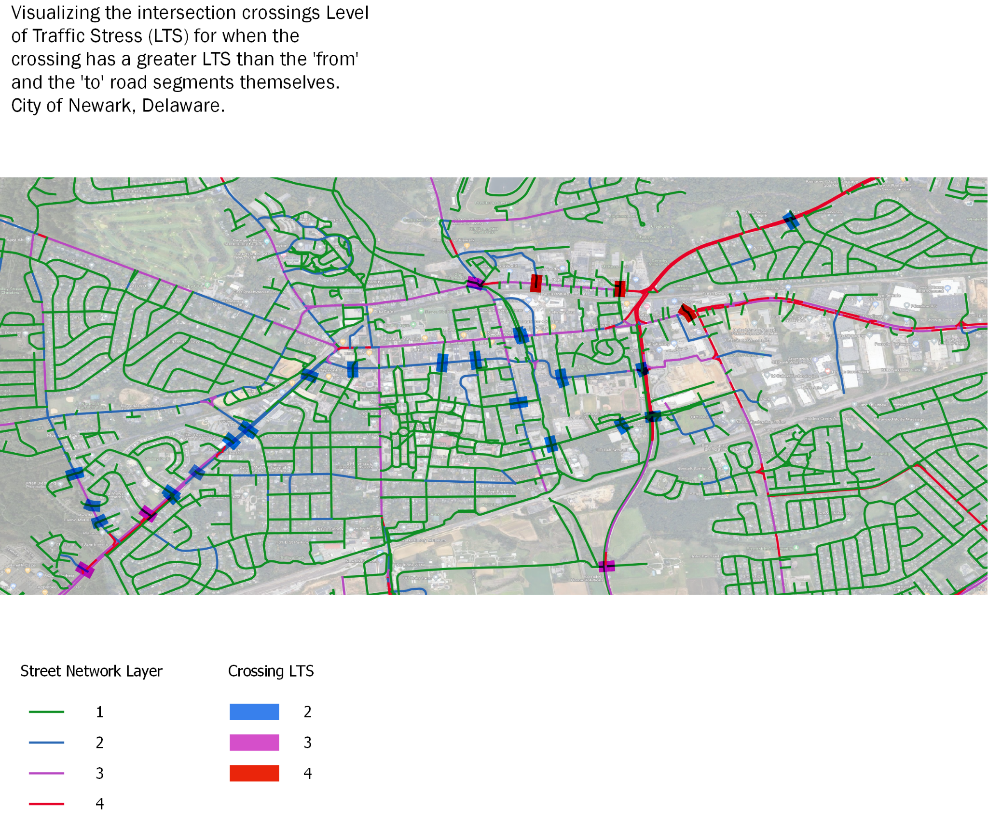 Visualizing the intersection crossings Level
of Traffic Stress (LTS) for when the
crossing has a greater LTS than the 'from'
and the 'to' road segments themselves.
City of Newark, Delaware.
Street Network Layer
Crossing LTS
1
2
2
3
3
4
4